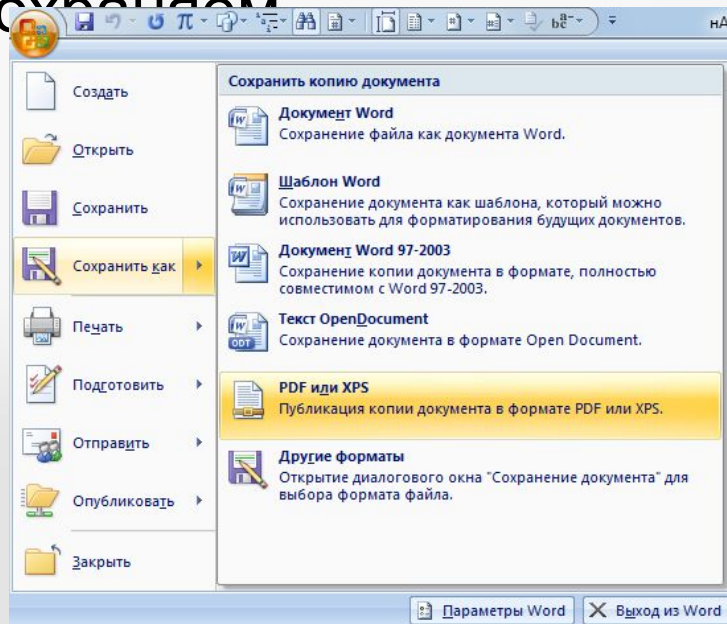 охраняем
нА
Создать
Открыть
Сохранить
Сохранить как
Печать
Подготовить
Отправить
Опубликовать
Закрыть
Сохранить копию документа
Документ Word
Сохранение файла как документа Word.
Шаблон Word
Сохранение документа как шаблона, который можно
использовать для форматирования будущих документов.
Документ Word 97-2003
Сохранение копии документа в формате, полностью
совместимом с Word 97-2003.
Текст OpenDocument
Сохранение документа в формате Open Document.
PDF или XPS
Публикация копии документа в формате PDF или XPS.
Другие форматы
Открытие диалогового окна "Сохранение документа" для
выбора формата файла.
Параметры Word
Выход из Word